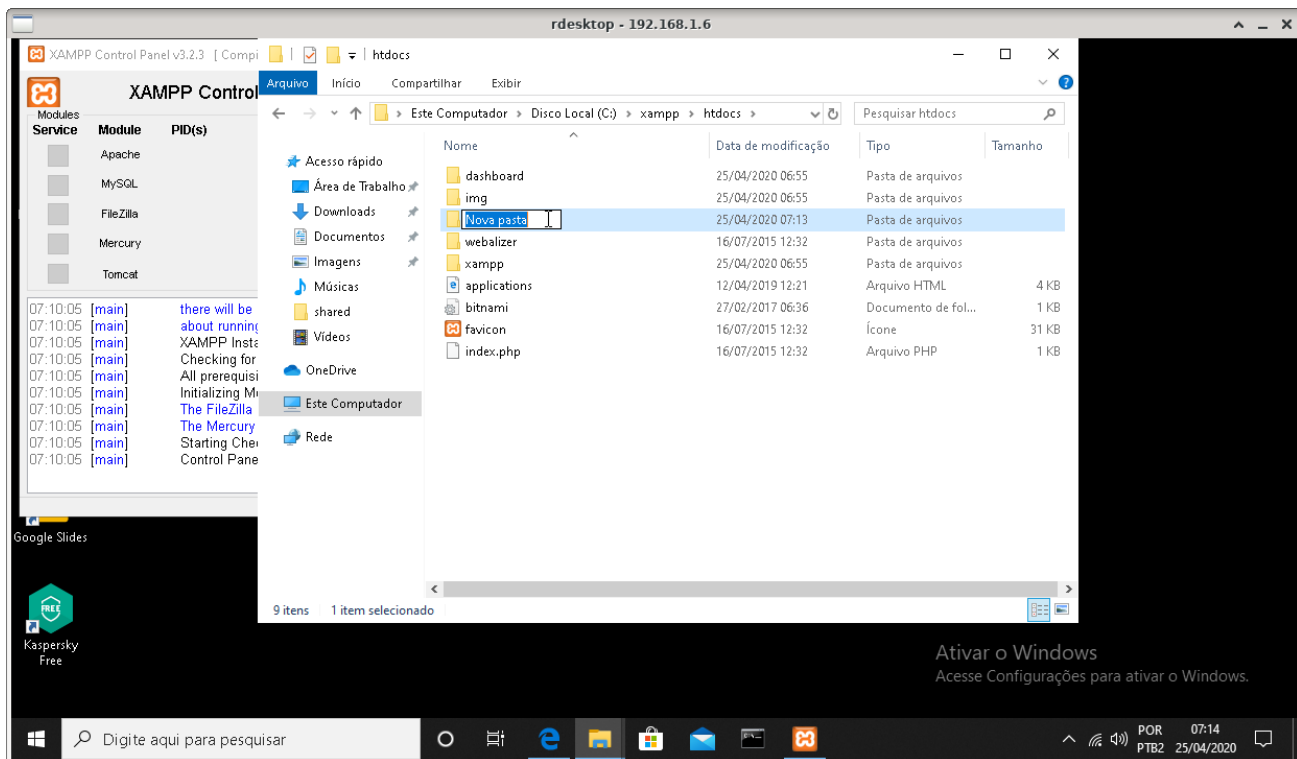 rdesktop - 192.168.1.6
XAMPP Control Panel v3.2.3 [ Compi
XAMPP Control
Modules
Service Module PID(s)
Apache
MySQL
FileZilla
Mercury
Tomcat
07:10:05 [main] there will be
07:10:05 [main] about running
07:10:05 [main] XAMPP Insta
07:10:05 [main] Checking for
07:10:05 [main] All prerequisi
07:10:05 [main] Initializing Mo
07:10:05 [main] The FileZilla
07:10:05 [main] The Mercury
07:10:05 [main] Starting Che
07:10:05 [main] Control Pane
htdocs
Arquivo Início Compartilhar Exibir
Este Computador > Disco Local (C:) > xampp > htdocs >
Pesquisar htdocs
Acesso rápido
Área de Trabalho
Downloads
Documentos
Imagens
Músicas
shared
Vídeos
OneDrive
Este Computador
Rede
Nome Data de modificação Tipo Tamanho
dashboard 25/04/2020 06:55 Pasta de arquivos
img 25/04/2020 06:55 Pasta de arquivos
Nova pasta 25/04/2020 07:13 Pasta de arquivos
webalizer 16/07/2015 12:32 Pasta de arquivos
xampp 25/04/2020 06:55 Pasta de arquivos
applications 12/04/2019 12:21 Arquivo HTML 4 KB
bitnami 27/02/2017 06:36 Documento de fol... 1 KB
favicon 16/07/2015 12:32 Ícone 31 KB
index.php 16/07/2015 12:32 Arquivo PHP 1 KB
9 itens 1 item selecionado
Google Slides
FREE
Kaspersky
Free
Ativar o Windows
Acesse Configurações para ativar o Windows.
Digite aqui para pesquisar
POR
PTB2
07:14
25/04/2020